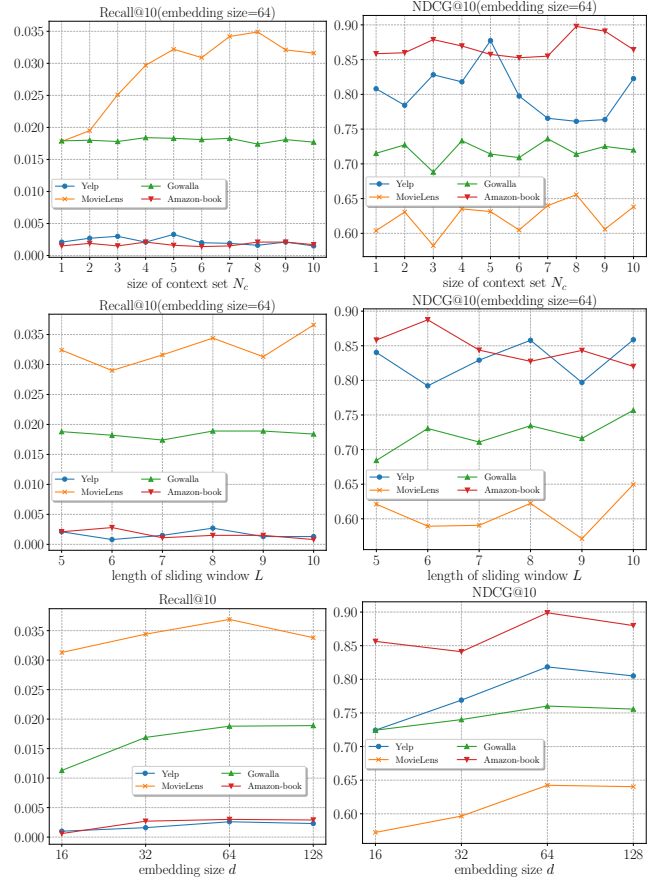 Recall@10(embedding size=64)
0.035
0.030
0.025
0.020
0.015
0.010
0.005
0.000
Yelp
MovieLens
Gowalla
Amazon-book
1 2 3 4 5 6 7 8 9 10
size of context set N_c
NDCG@10(embedding size=64)
0.90
0.85
0.80
0.75
0.70
0.65
0.60
Yelp
MovieLens
Gowalla
Amazon-book
1 2 3 4 5 6 7 8 9 10
size of context set N_c
Recall@10(embedding size=64)
0.035
0.030
0.025
0.020
0.015
0.010
0.005
0.000
Yelp
MovieLens
Gowalla
Amazon-book
5 6 7 8 9 10
length of sliding window L
NDCG@10(embedding size=64)
0.90
0.85
0.80
0.75
0.70
0.65
0.60
Yelp
MovieLens
Gowalla
Amazon-book
5 6 7 8 9 10
length of sliding window L
Recall@10
0.035
0.030
0.025
0.020
0.015
0.010
0.005
0.000
Yelp
MovieLens
Gowalla
Amazon-book
16 32 64 128
embedding size d
NDCG@10
0.90
0.85
0.80
0.75
0.70
0.65
0.60
Yelp
MovieLens
Gowalla
Amazon-book
16 32 64 128
embedding size d